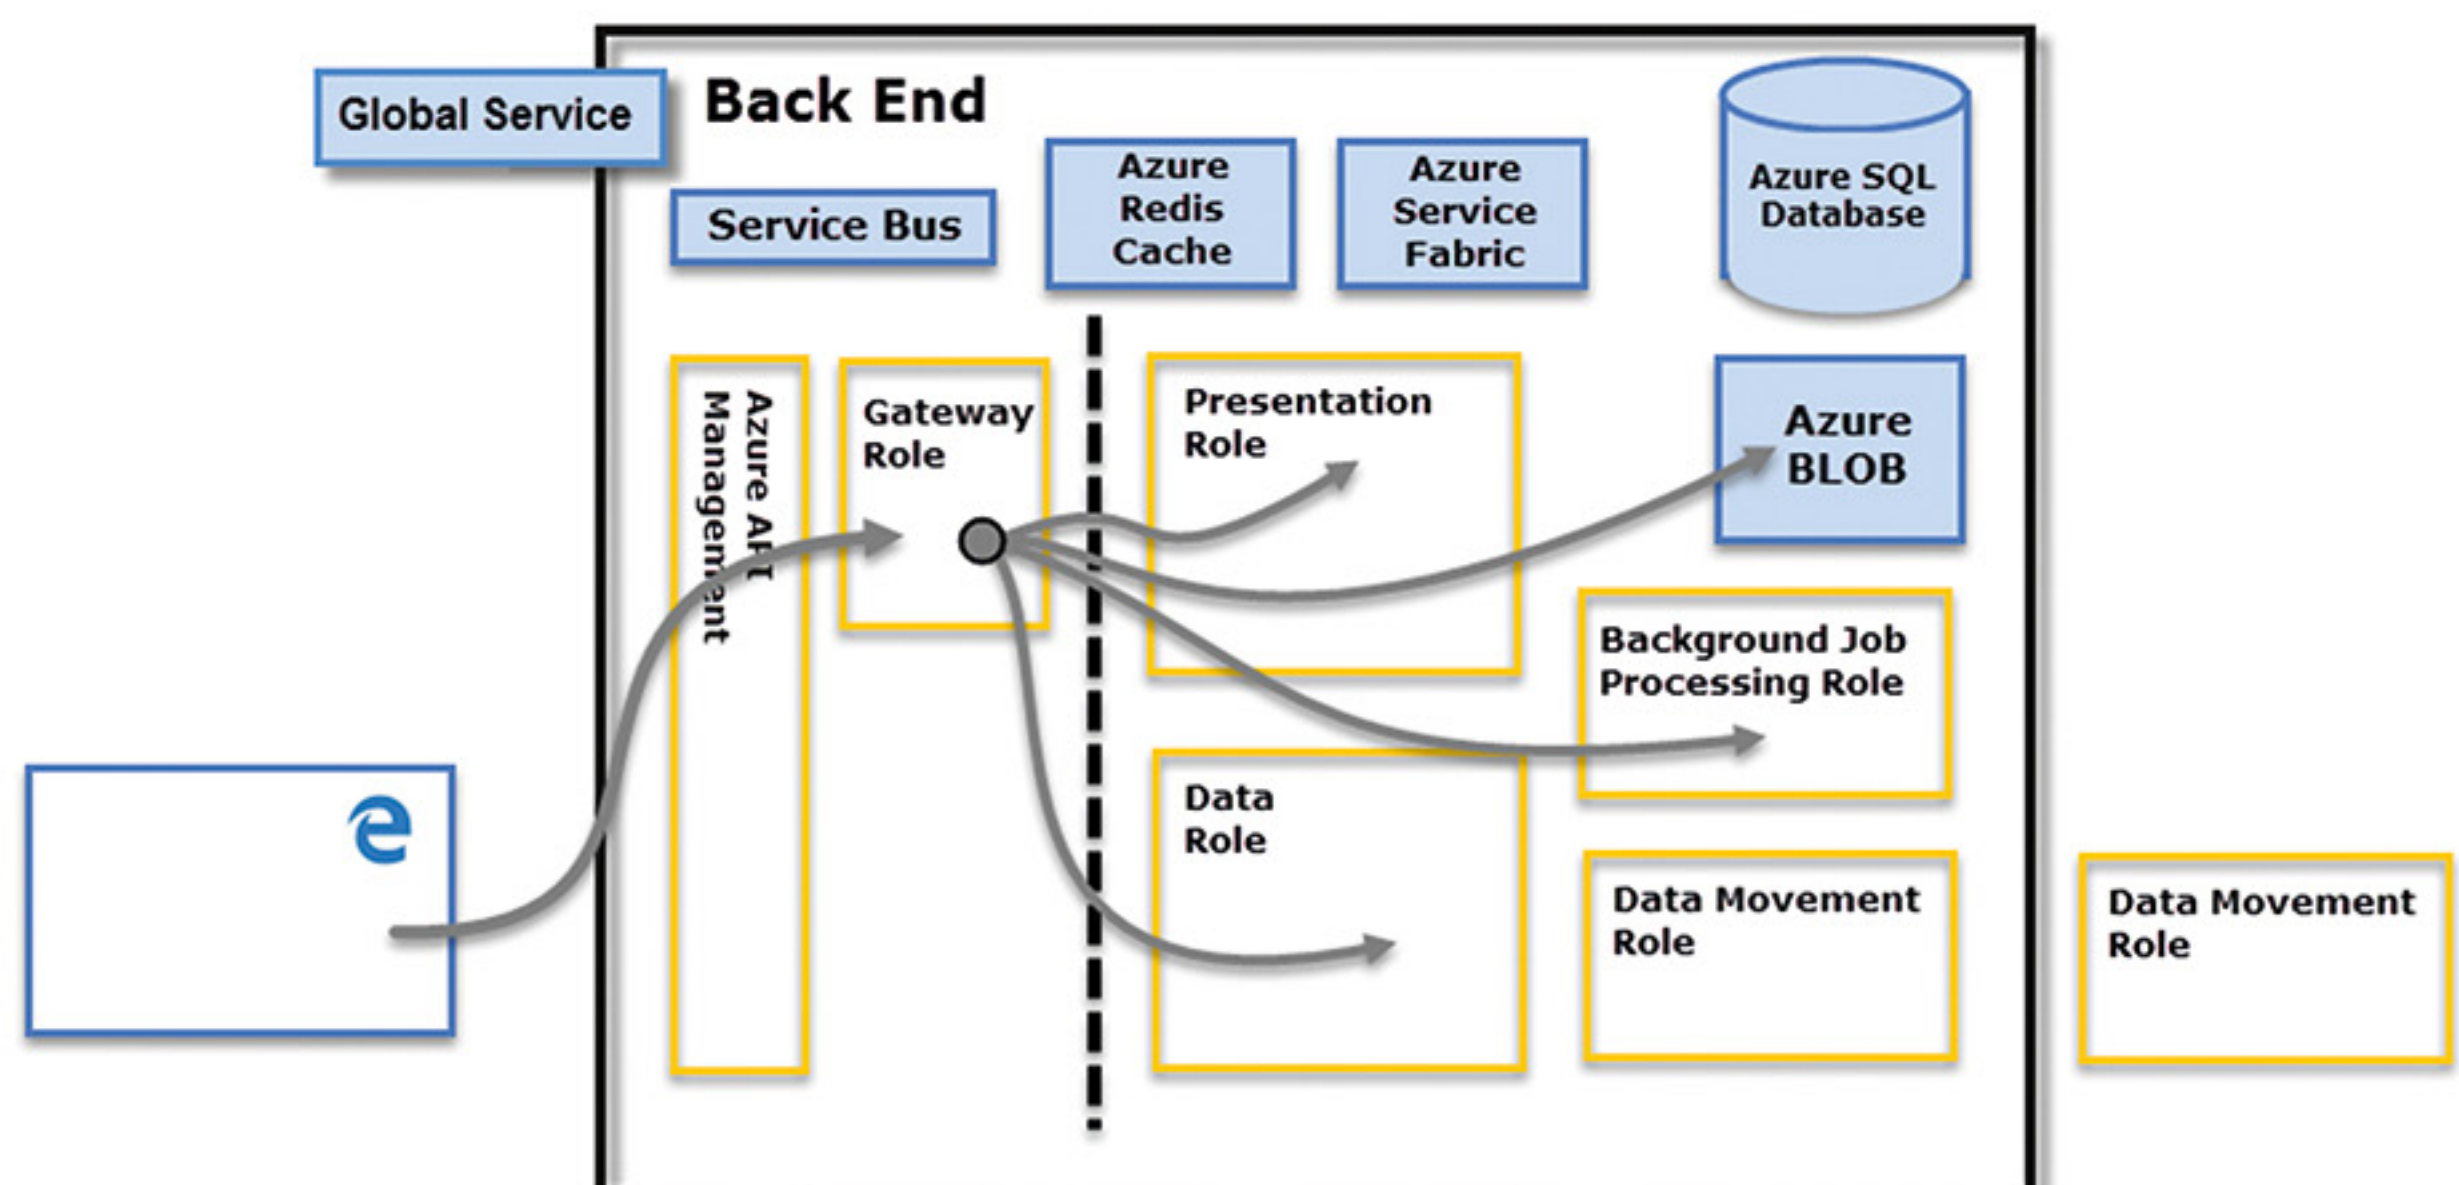 Global Service
Back End
Service Bus
Azure
Redis
Cache
Azure
Service
Fabric
Azure SQL
Database
Azure API
Management
Gateway
Role
Presentation
Role
Azure
BLOB
Background Job
Processing Role
Data
Role
Data Movement
Role
Data Movement
Role